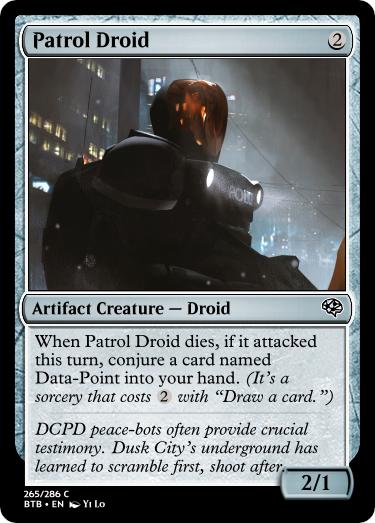 Patrol Droid
2
POLI
Artifact Creature — Droid
When Patrol Droid dies, if it attacked
this turn, conjure a card named
Data-Point into your hand. (It's a
sorcery that costs 2 with “Draw a card.”)
DCPD peace-bots often provide crucial
testimony. Dusk City's underground has
learned to scramble first, shoot after.
2/1
265/286 C
BTB • EN Yi Lo